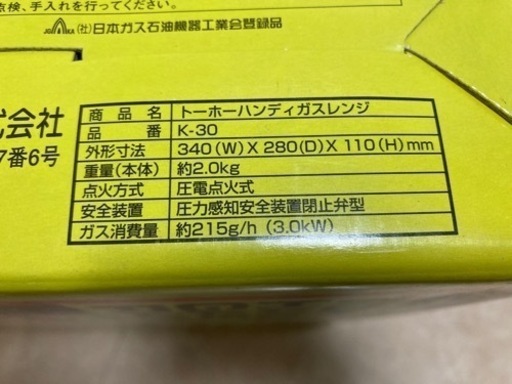 点検、手入れを行ってください。
JGKA (社)日本ガス石油機器工業会登録品
式会社
7番6号
商品名 トーホーハンディガスレンジ
品番 K-30
外形寸法 340(W)X280(D)X110(H)mm
重量(本体) 約2.0kg
点火方式 圧電点火式
安全装置 圧力感知安全装置閉止弁型
ガス消費量 約215g/h (3.0kW)